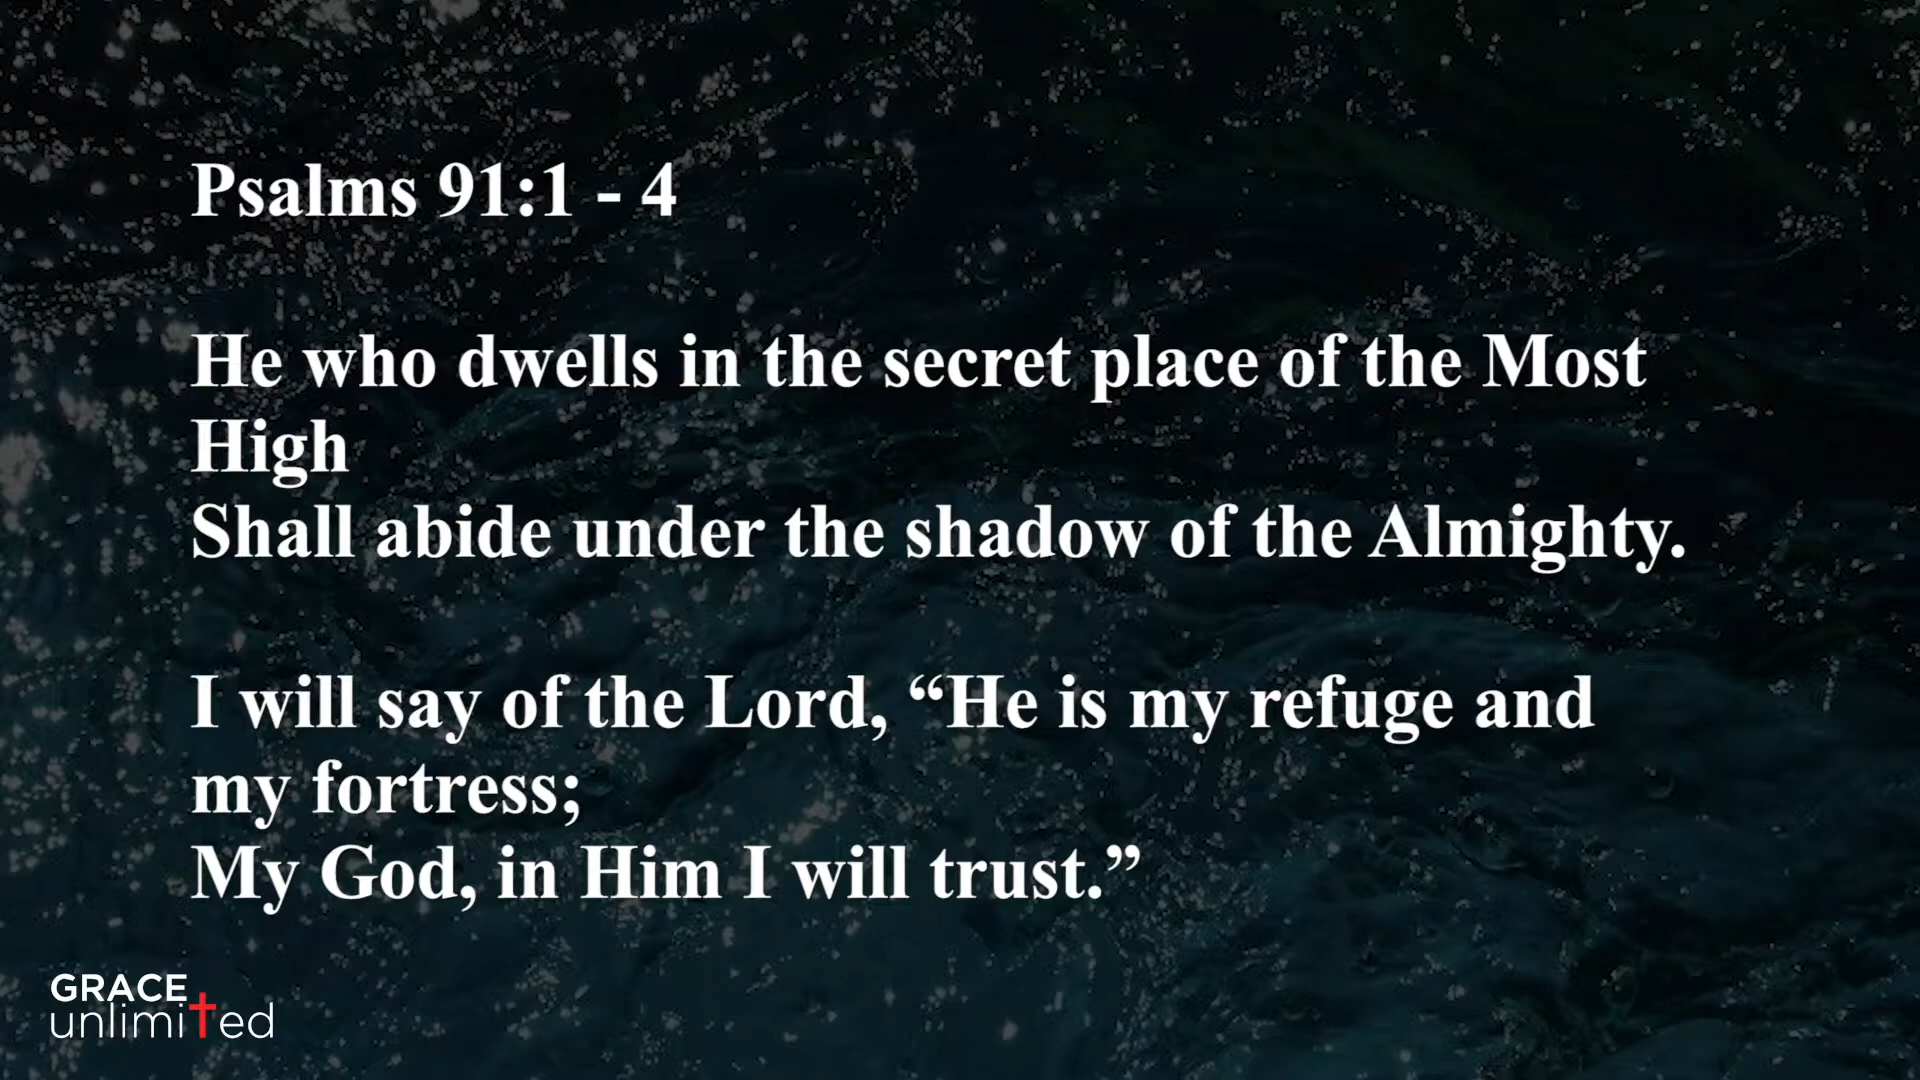 Psalms 91:1 - 4
He who dwells in the secret place of the Most
High
Shall abide under the shadow of the Almighty.
I will say of the Lord, “He is my refuge and
my fortress;
My God, in Him I will trust.”
GRACE
unlimited